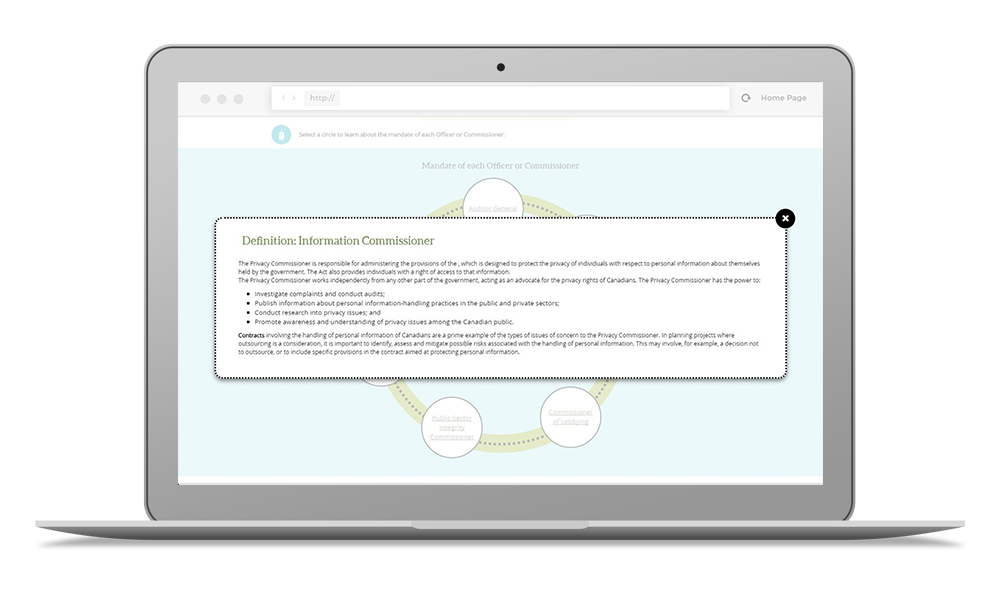 http://
Home Page
Select a circle to learn about the mandate of each Officer or Commissioner.
Mandate of each Officer or Commissioner
Auditor General
Definition: Information Commissioner
The Privacy Commissioner is responsible for administering the provisions of the , which is designed to protect the privacy of individuals with respect to personal information about themselves
held by the government. The Act also provides individuals with a right of access to that information.
The Privacy Commissioner works independently from any other part of the government, acting as an advocate for the privacy rights of Canadians. The Privacy Commissioner has the power to:
Investigate complaints and conduct audits;
Publish information about personal information-handling practices in the public and private sectors;
Conduct research into privacy issues; and
Promote awareness and understanding of privacy issues among the Canadian public.
Contracts involving the handling of personal information of Canadians are a prime example of the types of issues of concern to the Privacy Commissioner. In planning projects where
outsourcing is a consideration, it is important to identify, assess and mitigate possible risks associated with the handling of personal information. This may involve, for example, a decision not
to outsource, or to include specific provisions in the contract aimed at protecting personal information.
Public-Sector
Integrity
Commissioner
Commissioner
of Lobbying